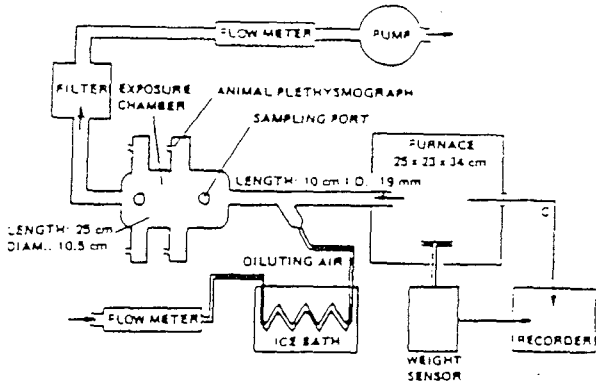 FLOW METER
PUMP
FILTER
EXPOSURE
CHAMBER
ANIMAL PLETHYSMOGRAPH
SAMPLING PORT
FURNACE
25 x 23 x 34 cm
LENGTH: 10 cm I.D.: 19 mm
LENGTH: 25 cm
DIAM.: 10.5 cm
DILUTING AIR
°C
FLOW METER
ICE BATH
WEIGHT
SENSOR
RECORDER